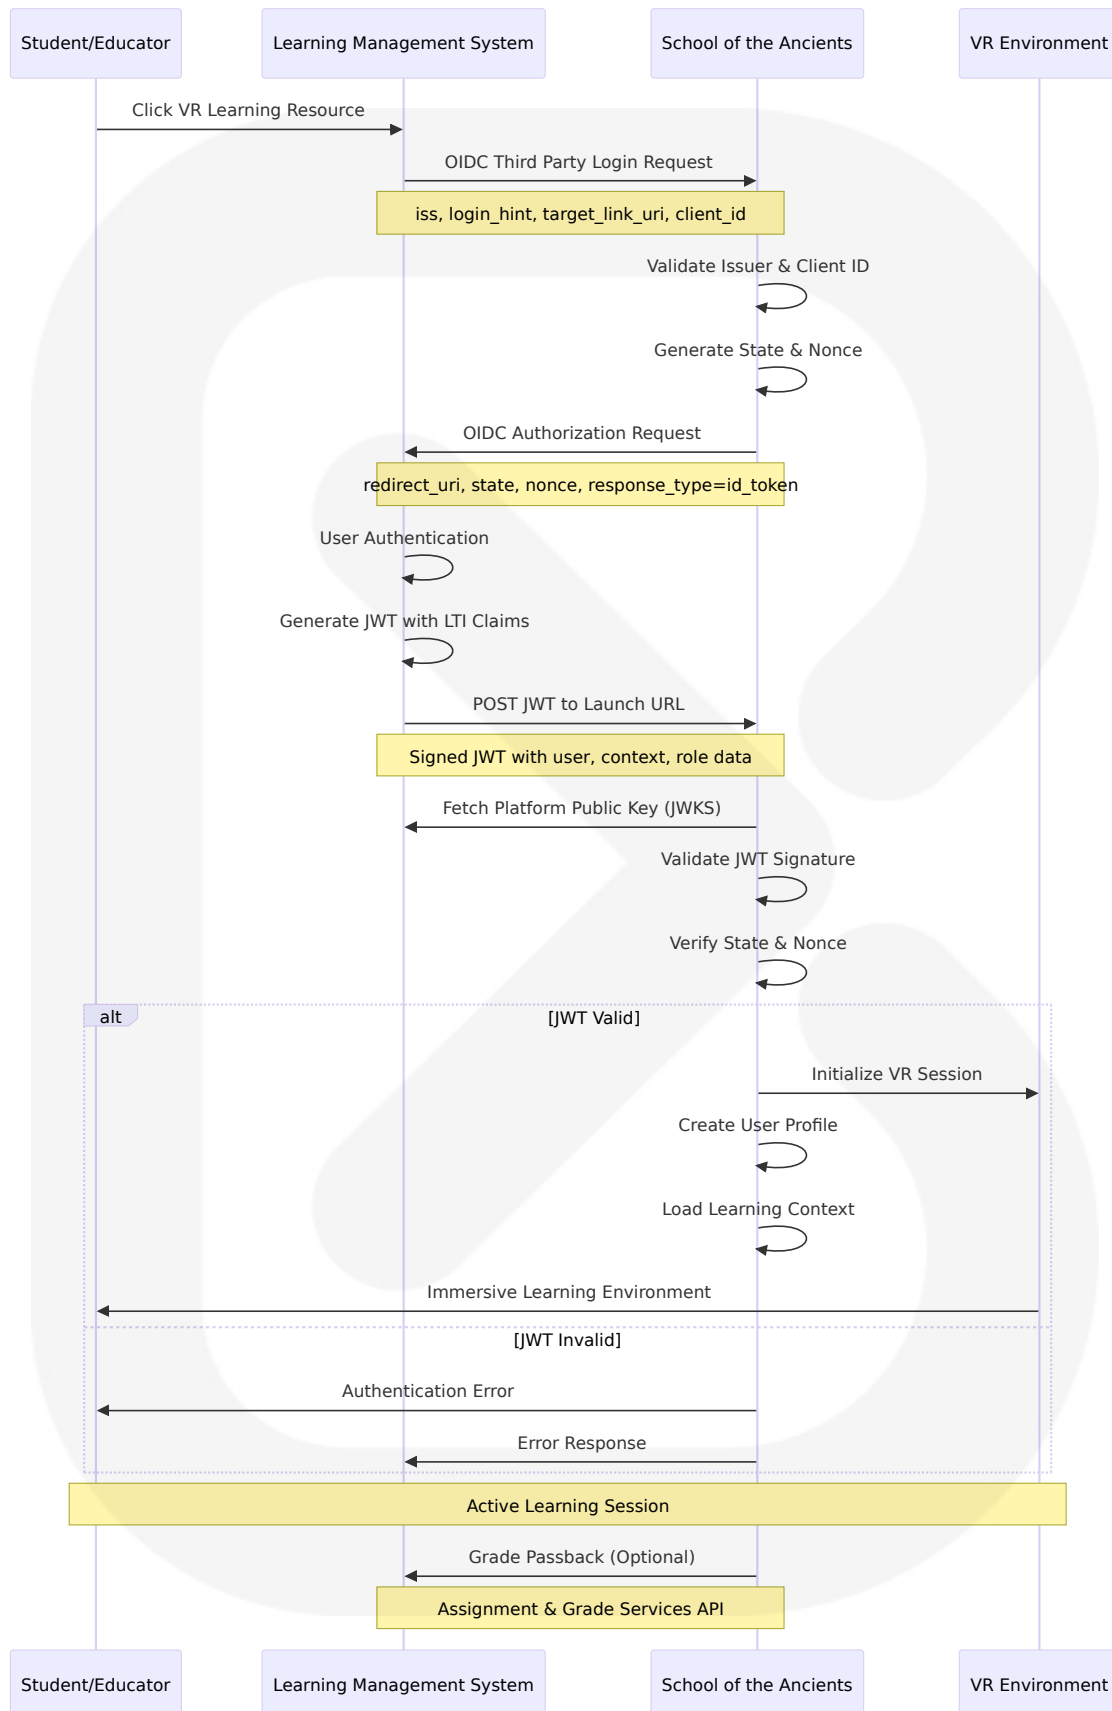 Student/Educator
Learning Management System
School of the Ancients
VR Environment
Click VR Learning Resource
OIDC Third Party Login Request
iss, login_hint, target_link_uri, client_id
Validate Issuer & Client ID
Generate State & Nonce
OIDC Authorization Request
redirect_uri, state, nonce, response_type=id_token
User Authentication
Generate JWT with LTI Claims
POST JWT to Launch URL
Signed JWT with user, context, role data
Fetch Platform Public Key (JWKS)
Validate JWT Signature
Verify State & Nonce
alt
[JWT Valid]
Initialize VR Session
Create User Profile
Load Learning Context
Immersive Learning Environment
[JWT Invalid]
Authentication Error
Error Response
Active Learning Session
Grade Passback (Optional)
Assignment & Grade Services API
Student/Educator
Learning Management System
School of the Ancients
VR Environment